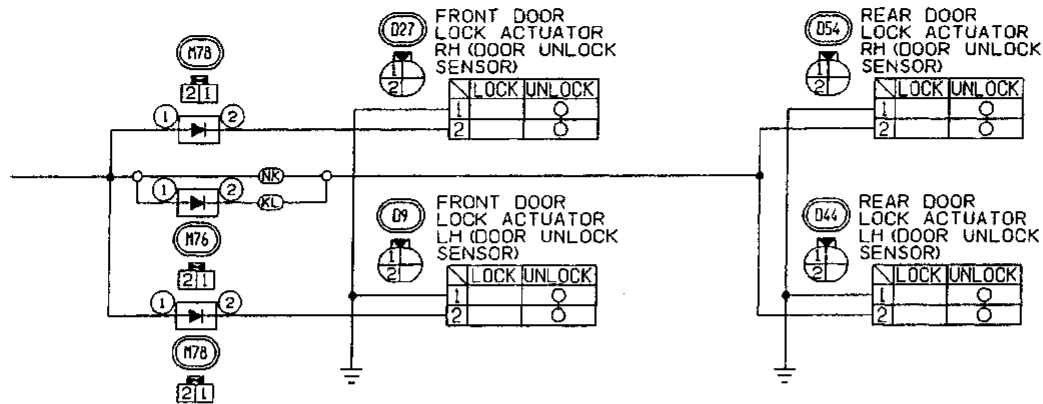 D27
FRONT DOOR
LOCK ACTUATOR
RH (DOOR UNLOCK
SENSOR)
1
2
LOCK UNLOCK
1
2
D54
REAR DOOR
LOCK ACTUATOR
RH (DOOR UNLOCK
SENSOR)
1
2
LOCK UNLOCK
1
2
M78
2 1
1 2
NK
1 2
KL
M76
2 1
1 2
M78
2 1
D9
FRONT DOOR
LOCK ACTUATOR
LH (DOOR UNLOCK
SENSOR)
1
2
LOCK UNLOCK
1
2
D44
REAR DOOR
LOCK ACTUATOR
LH (DOOR UNLOCK
SENSOR)
1
2
LOCK UNLOCK
1
2